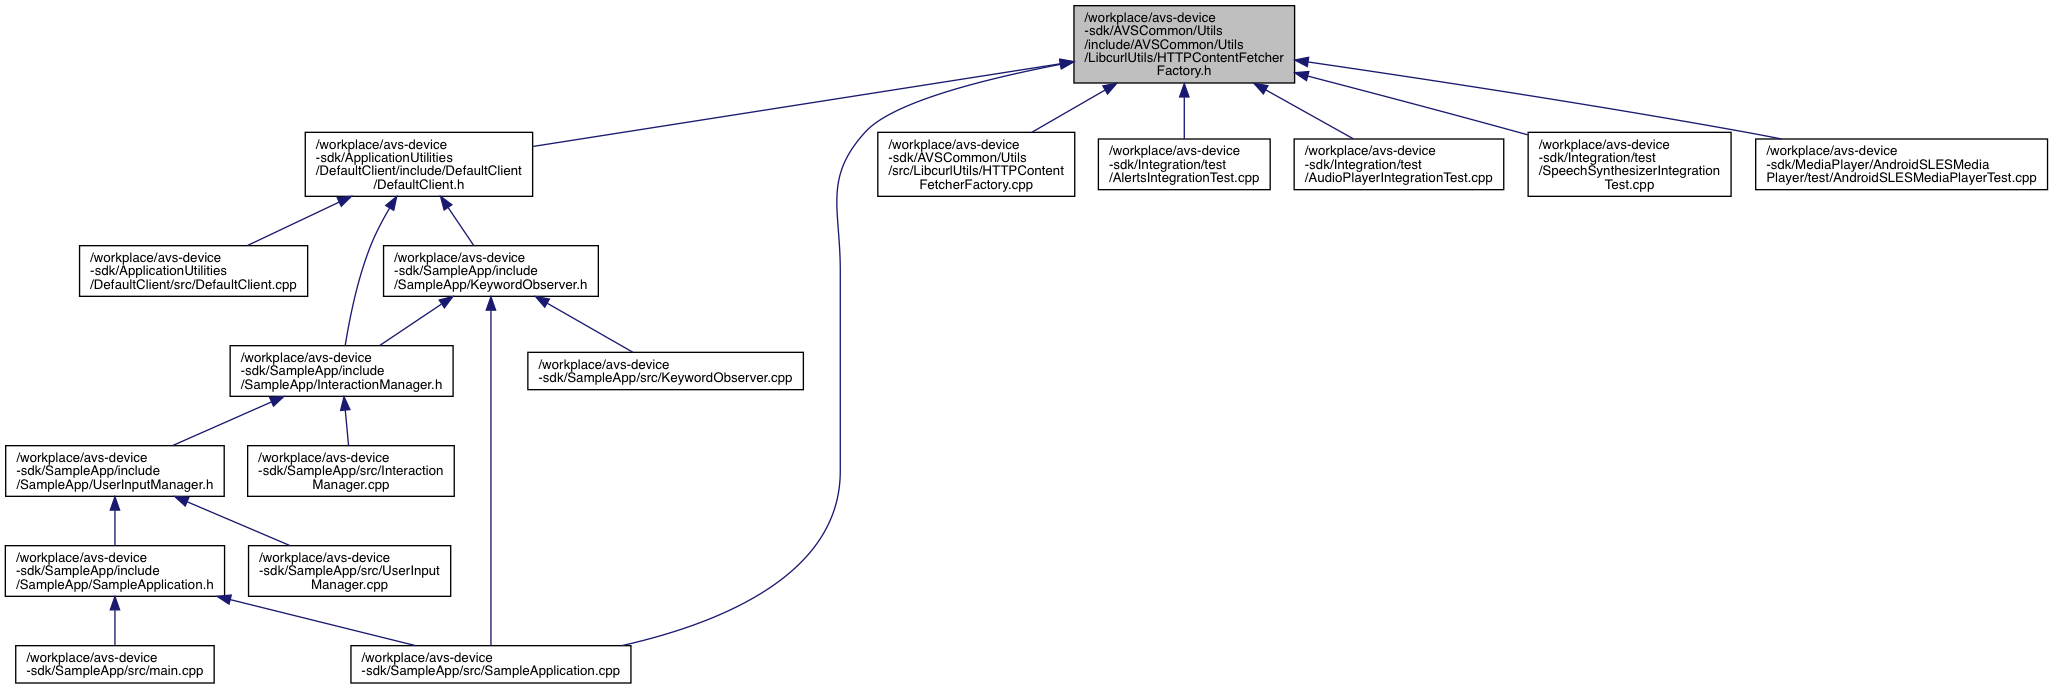 /workplace/avs-device
-sdk/AVSCommon/Utils
/include/AVSCommon/Utils
/LibcurlUtils/HTTPContentFetcher
Factory.h
/workplace/avs-device
-sdk/ApplicationUtilities
/DefaultClient/include/DefaultClient
/DefaultClient.h
/workplace/avs-device
-sdk/AVSCommon/Utils
/src/LibcurlUtils/HTTPContent
FetcherFactory.cpp
/workplace/avs-device
-sdk/Integration/test
/AlertsIntegrationTest.cpp
/workplace/avs-device
-sdk/Integration/test
/AudioPlayerIntegrationTest.cpp
/workplace/avs-device
-sdk/Integration/test
/SpeechSynthesizerIntegration
Test.cpp
/workplace/avs-device
-sdk/MediaPlayer/AndroidSLESMedia
Player/test/AndroidSLESMediaPlayerTest.cpp
/workplace/avs-device
-sdk/ApplicationUtilities
/DefaultClient/src/DefaultClient.cpp
/workplace/avs-device
-sdk/SampleApp/include
/SampleApp/KeywordObserver.h
/workplace/avs-device
-sdk/SampleApp/include
/SampleApp/InteractionManager.h
/workplace/avs-device
-sdk/SampleApp/src/KeywordObserver.cpp
/workplace/avs-device
-sdk/SampleApp/include
/SampleApp/UserInputManager.h
/workplace/avs-device
-sdk/SampleApp/src/Interaction
Manager.cpp
/workplace/avs-device
-sdk/SampleApp/include
/SampleApp/SampleApplication.h
/workplace/avs-device
-sdk/SampleApp/src/UserInput
Manager.cpp
/workplace/avs-device
-sdk/SampleApp/src/main.cpp
/workplace/avs-device
-sdk/SampleApp/src/SampleApplication.cpp